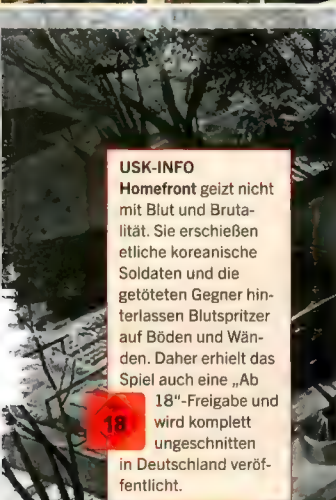 USK-INFO
Homefront geizt nicht
mit Blut und Bruta-
lität. Sie erschießen
etliche koreanische
Soldaten und die
getöteten Gegner hin-
terlassen Blutspritzer
auf Böden und Wän-
den. Daher erhielt das
Spiel auch eine „Ab
18“-Freigabe und
18 wird komplett
ungeschnitten
in Deutschland veröf-
fentlicht.